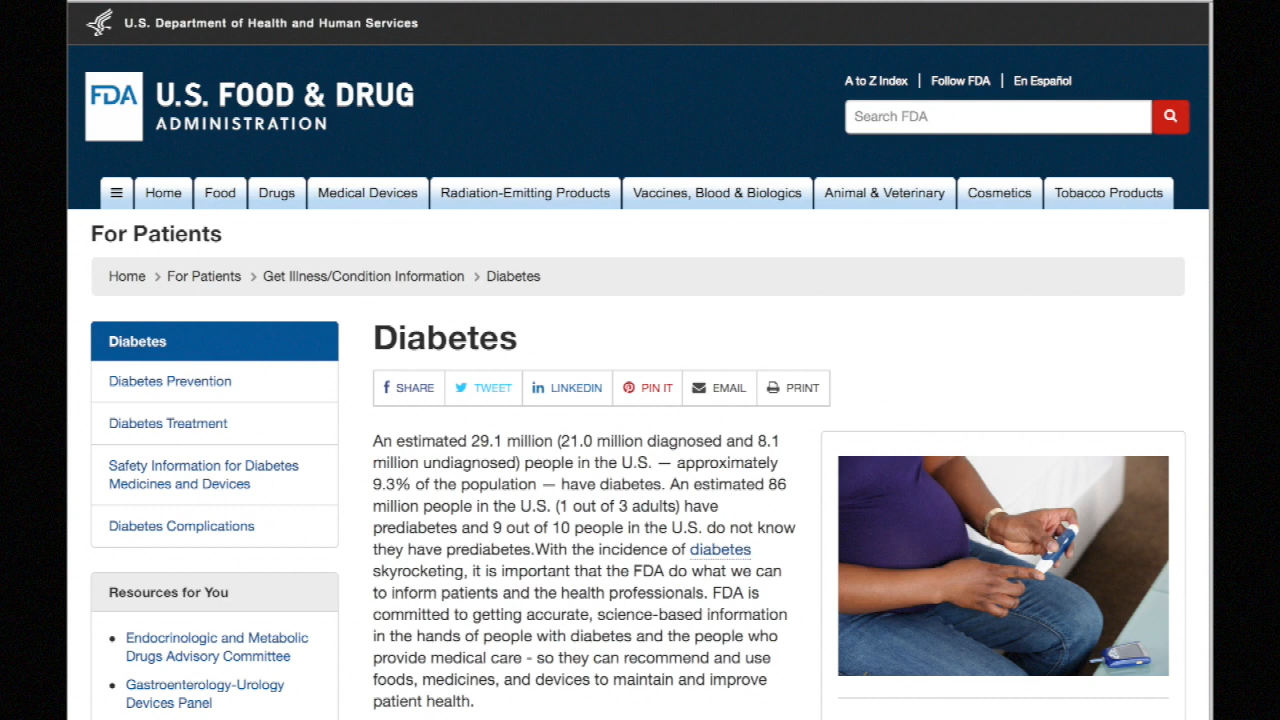 U.S. Department of Health and Human Services
FDA
U.S. FOOD & DRUG
ADMINISTRATION
A to Z Index | Follow FDA | En Español
Search FDA
Home Food Drugs Medical Devices Radiation-Emitting Products Vaccines, Blood & Biologics Animal & Veterinary Cosmetics Tobacco Products
For Patients
Home > For Patients > Get Illness/Condition Information > Diabetes
Diabetes
Diabetes Prevention
Diabetes Treatment
Safety Information for Diabetes
Medicines and Devices
Diabetes Complications
Resources for You
• Endocrinologic and Metabolic
Drugs Advisory Committee
• Gastroenterology-Urology
Devices Panel
Diabetes
f SHARE TWEET in LINKEDIN PIN IT EMAIL PRINT
An estimated 29.1 million (21.0 million diagnosed and 8.1
million undiagnosed) people in the U.S. — approximately
9.3% of the population — have diabetes. An estimated 86
million people in the U.S. (1 out of 3 adults) have
prediabetes and 9 out of 10 people in the U.S. do not know
they have prediabetes.With the incidence of diabetes
skyrocketing, it is important that the FDA do what we can
to inform patients and the health professionals. FDA is
committed to getting accurate, science-based information
in the hands of people with diabetes and the people who
provide medical care - so they can recommend and use
foods, medicines, and devices to maintain and improve
patient health.